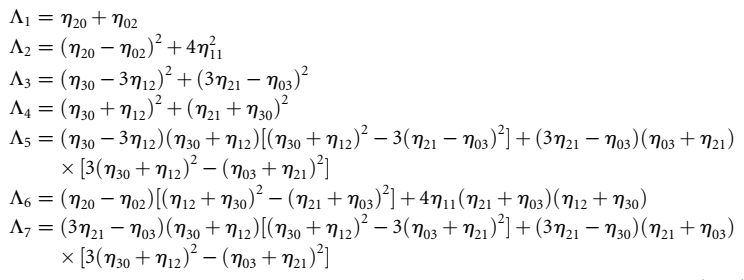 Λ₁ = η₂₀ + η₀₂
Λ₂ = (η₂₀ − η₀₂)² + 4η²₁₁
Λ₃ = (η₃₀ − 3η₁₂)² + (3η₂₁ − η₀₃)²
Λ₄ = (η₃₀ + η₁₂)² + (η₂₁ + η₃₀)²
Λ₅ = (η₃₀ − 3η₁₂)(η₃₀ + η₁₂)[(η₃₀ + η₁₂)² − 3(η₂₁ − η₀₃)²] + (3η₂₁ − η₀₃)(η₀₃ + η₂₁)
× [3(η₃₀ + η₁₂)² − (η₀₃ + η₂₁)²]
Λ₆ = (η₂₀ − η₀₂)[(η₁₂ + η₃₀)² − (η₂₁ + η₀₃)²] + 4η₁₁(η₂₁ + η₀₃)(η₁₂ + η₃₀)
Λ₇ = (3η₂₁ − η₀₃)(η₃₀ + η₁₂)[(η₃₀ + η₁₂)² − 3(η₀₃ + η₂₁)²] + (3η₂₁ − η₃₀)(η₂₁ + η₀₃)
× [3(η₃₀ + η₁₂)² − (η₀₃ + η₂₁)²]